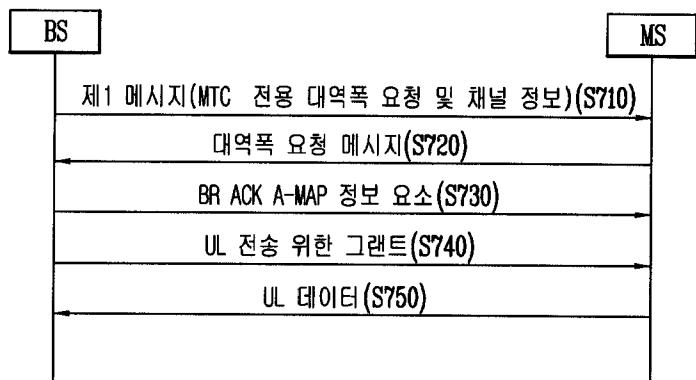 BS
MS
제1 메시지(MTC 전용 대역폭 요청 및 채널 정보)(S710)
대역폭 요청 메시지(S720)
BR ACK A-MAP 정보 요소(S730)
UL 전송 위한 그랜트(S740)
UL 데이터(S750)